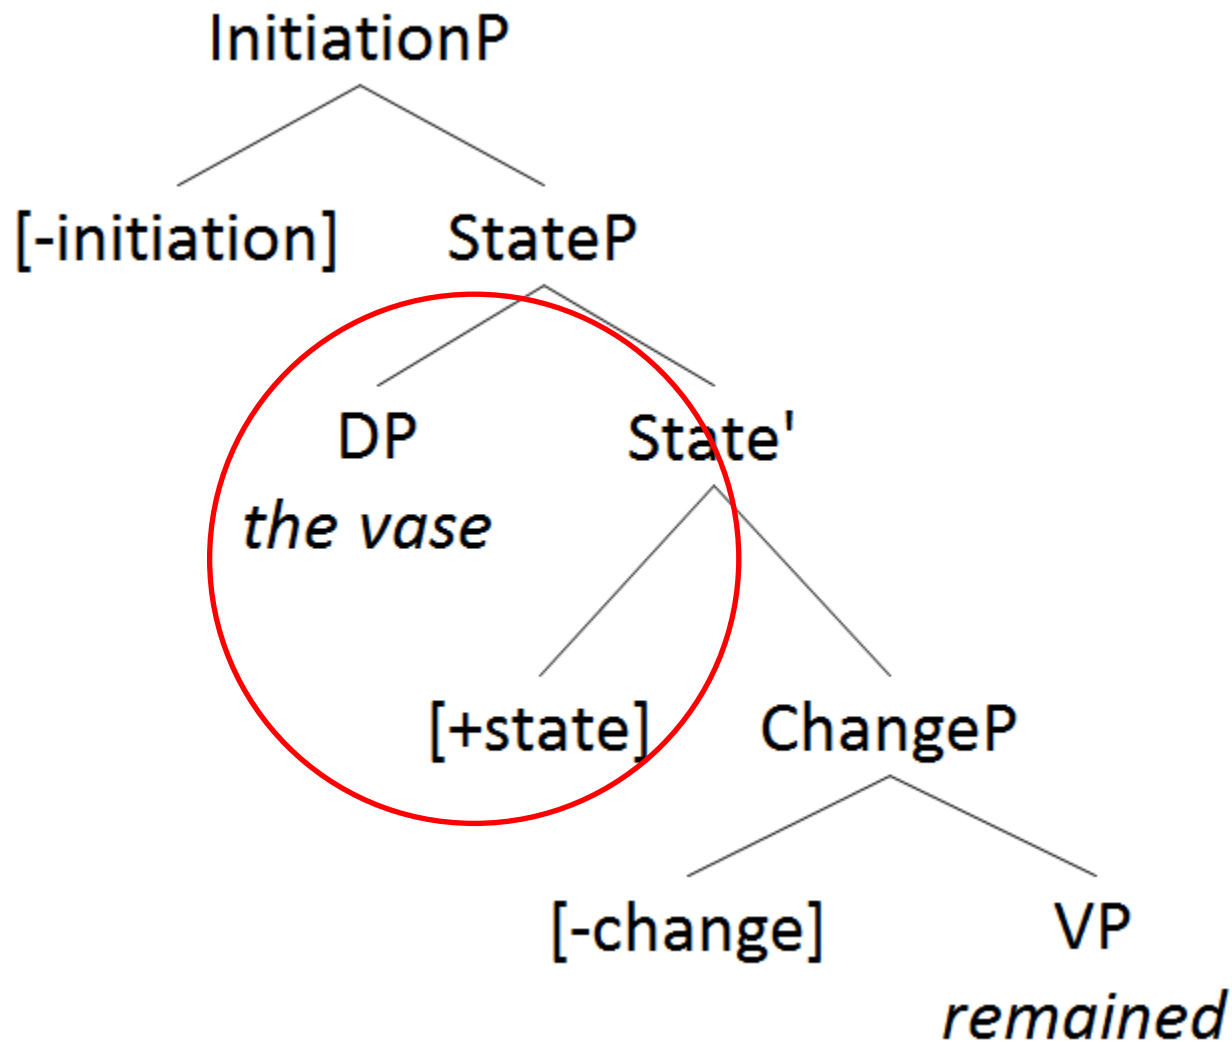 InitiationP
[-initiation] StateP
DP State'
the vase
[+state] ChangeP
[-change] VP
remained